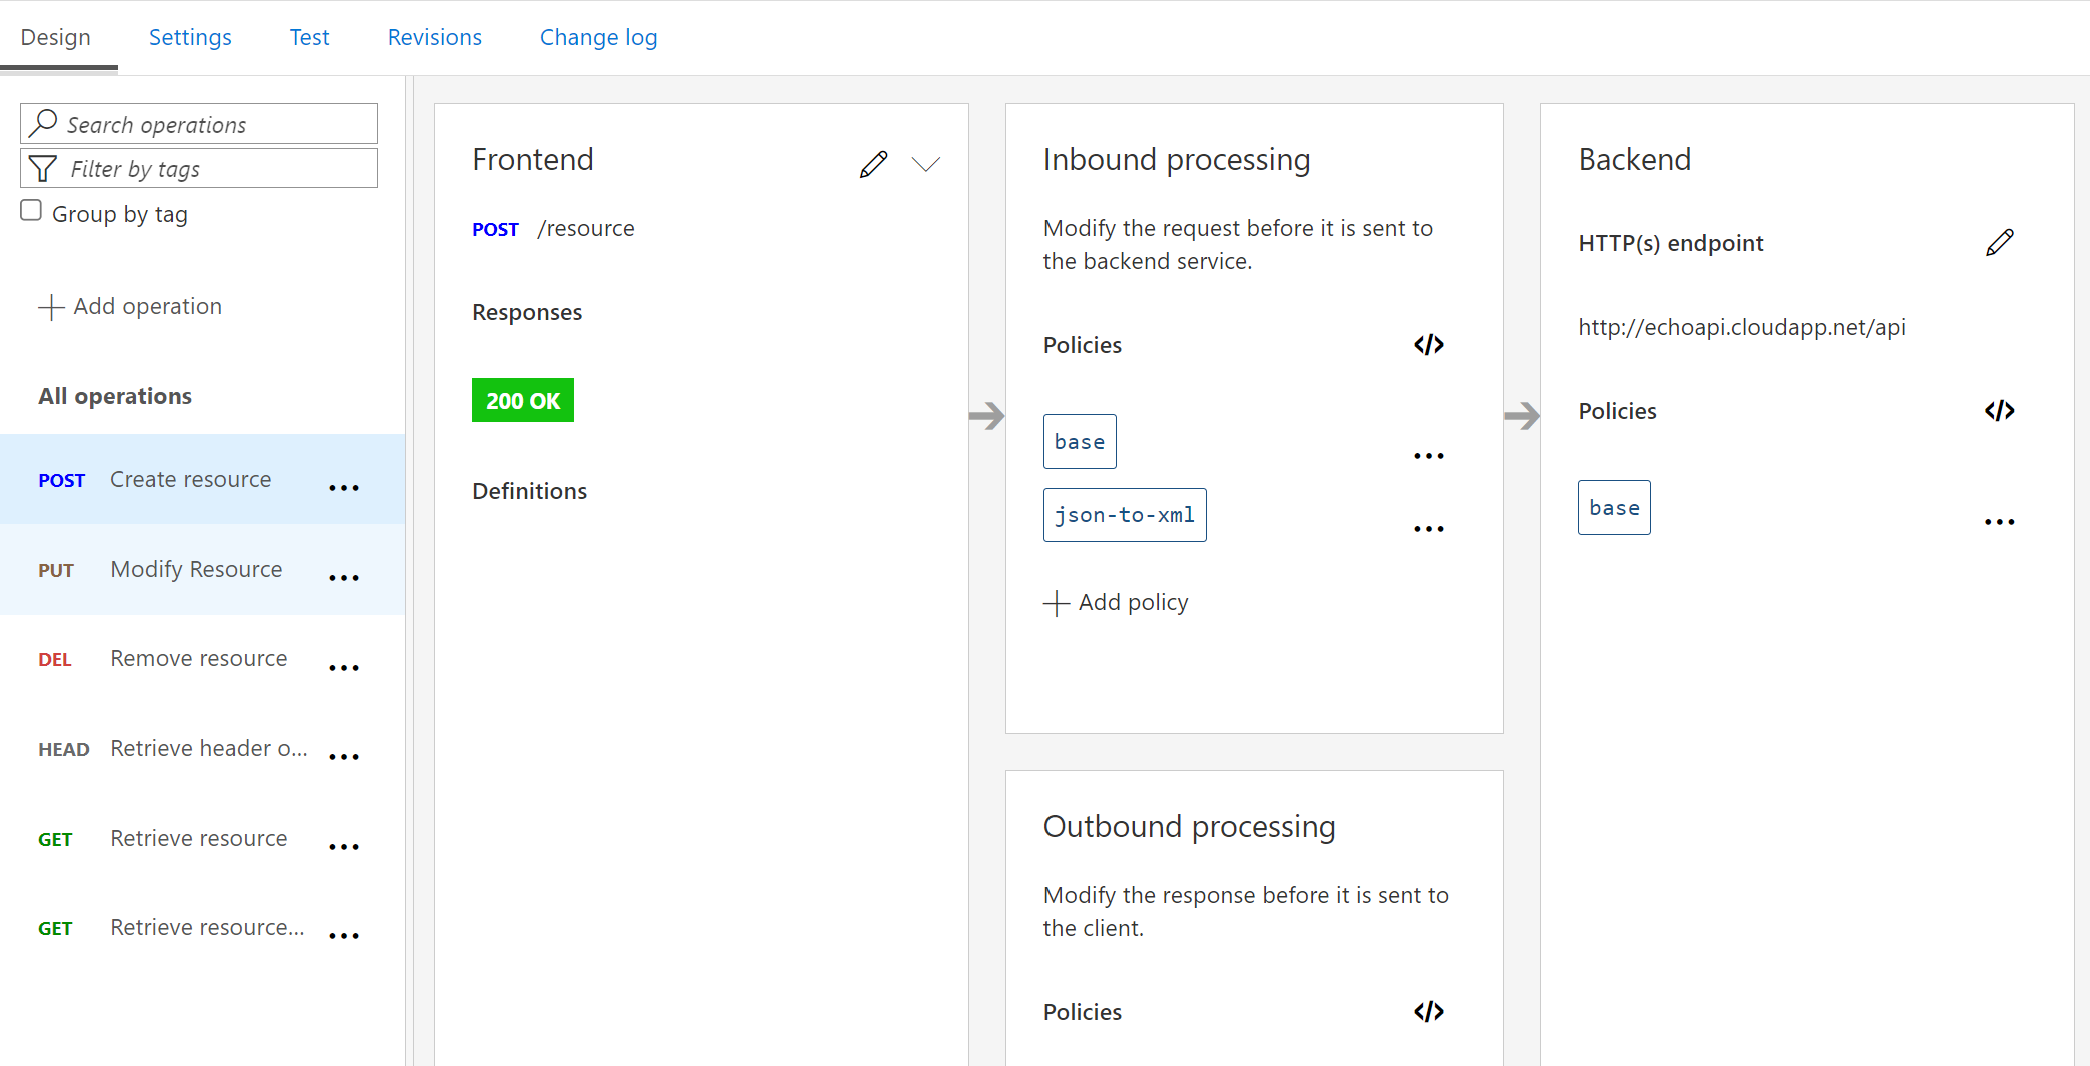 Design Settings Test Revisions Change log
Search operations
Filter by tags
Group by tag
Add operation
All operations
POST Create resource
PUT Modify Resource
DEL Remove resource
HEAD Retrieve header o...
GET Retrieve resource
GET Retrieve resource...
Frontend
POST /resource
Responses
200 OK
Definitions
Inbound processing
Modify the request before it is sent to
the backend service.
Policies </>
base
json-to-xml
Add policy
Outbound processing
Modify the response before it is sent to
the client.
Policies </>
Backend
HTTP(s) endpoint
http://echoapi.cloudapp.net/api
Policies </>
base